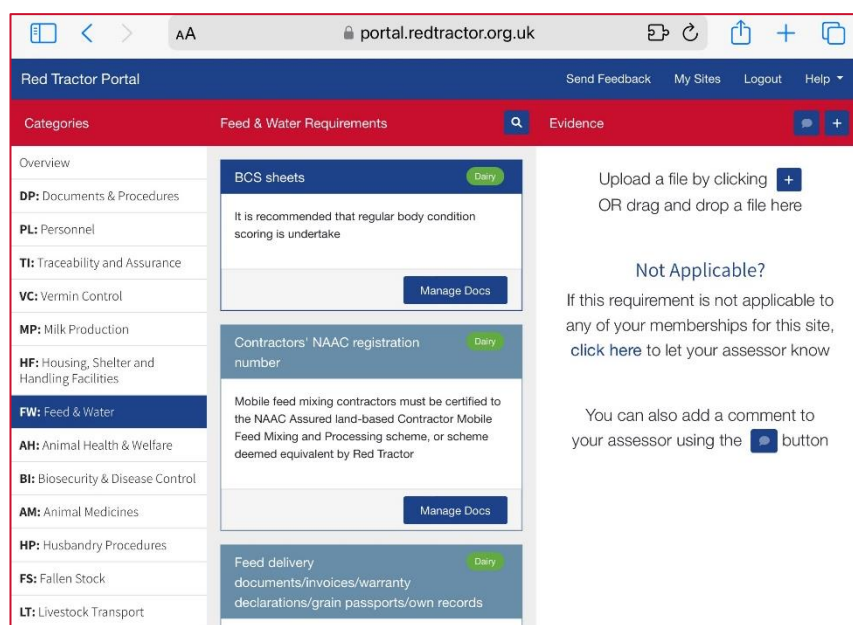 AA
portal.redtractor.org.uk
Red Tractor Portal
Send Feedback
My Sites
Logout
Help
Categories
Overview
DP: Documents & Procedures
PL: Personnel
TI: Traceability and Assurance
VC: Vermin Control
MP: Milk Production
HF: Housing, Shelter and
Handling Facilities
FW: Feed & Water
AH: Animal Health & Welfare
BI: Biosecurity & Disease Control
AM: Animal Medicines
HP: Husbandry Procedures
FS: Fallen Stock
LT: Livestock Transport
Feed & Water Requirements
BCS sheets
Dairy
It is recommended that regular body condition
scoring is undertake
Manage Docs
Contractors' NAAC registration
number
Dairy
Mobile feed mixing contractors must be certified to
the NAAC Assured land-based Contractor Mobile
Feed Mixing and Processing scheme, or scheme
deemed equivalent by Red Tractor
Manage Docs
Feed delivery
documents/invoices/warranty
declarations/grain passports/own records
Dairy
Evidence
Upload a file by clicking +
OR drag and drop a file here
Not Applicable?
If this requirement is not applicable to
any of your memberships for this site,
click here to let your assessor know
You can also add a comment to
your assessor using the button